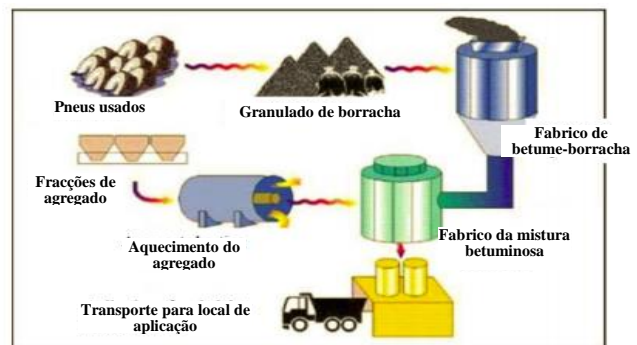 Pneus usados
Granulado de borracha
Fabrico de
betume-borracha
Fracções de
agregado
Aquecimento do
agregado
Fabrico da mistura
betuminosa
Transporte para local de
aplicação